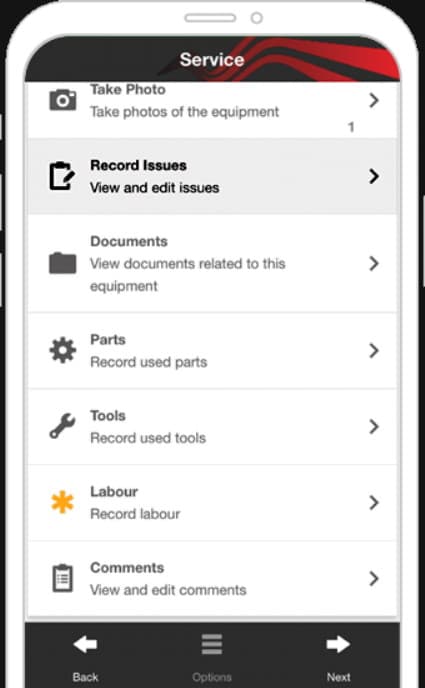 Service
Take Photo
Take photos of the equipment
1
Record Issues
View and edit issues
Documents
View documents related to this
equipment
Parts
Record used parts
Tools
Record used tools
Labour
Record labour
Comments
View and edit comments
Back
Options
Next